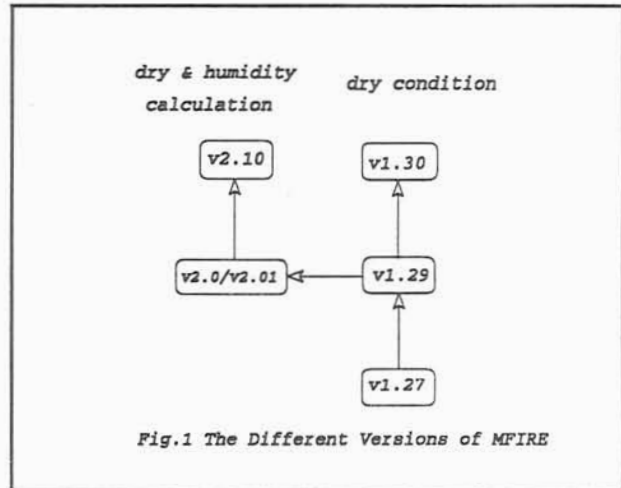 dry & humidity
calculation
dry condition
v2.10
v1.30
v2.0/v2.01
v1.29
v1.27
Fig.1 The Different Versions of MFIRE